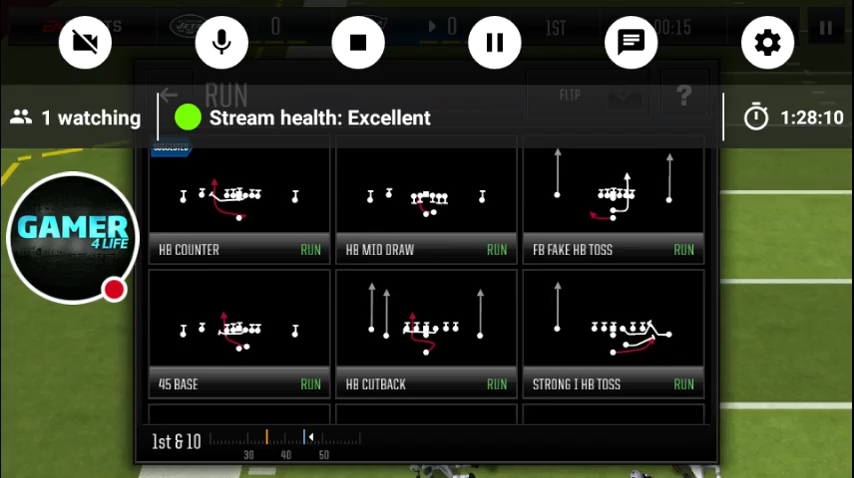 0
0
1ST
00:15
RUN
FLIP
?
1 watching
Stream health: Excellent
1:28:10
SUGGESTED
GAMER
4 LIFE
HB COUNTER RUN
HB MID DRAW RUN
FB FAKE HB TOSS RUN
45 BASE RUN
HB CUTBACK RUN
STRONG I HB TOSS RUN
1st & 10
30 40 50